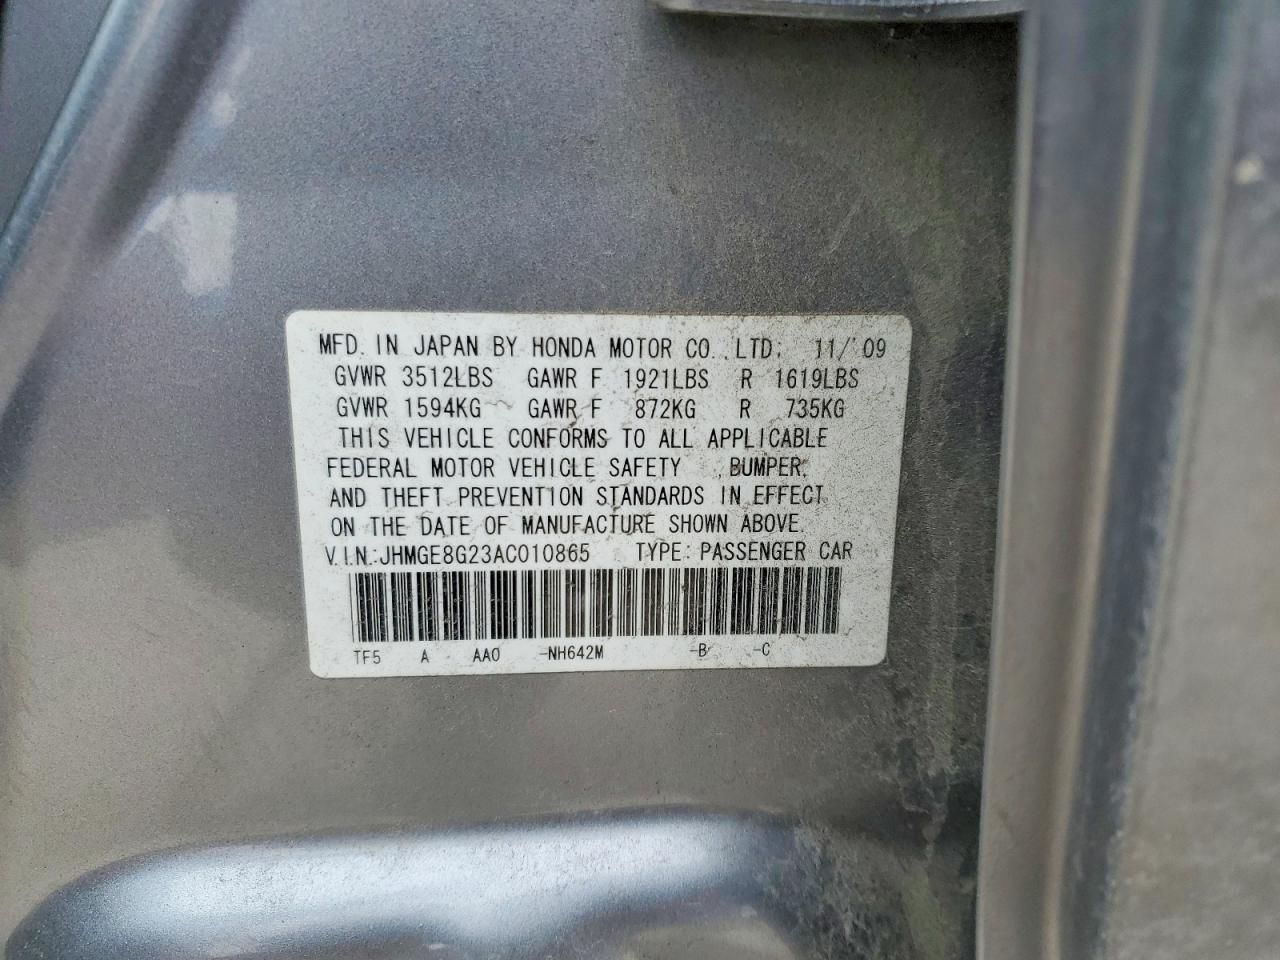 MFD. IN JAPAN BY HONDA MOTOR CO., LTD. 11/'09
GVWR 3512LBS GAWR F 1921LBS R 1619LBS
GVWR 1594KG GAWR F 872KG R 735KG
THIS VEHICLE CONFORMS TO ALL APPLICABLE
FEDERAL MOTOR VEHICLE SAFETY , BUMPER,
AND THEFT PREVENTION STANDARDS IN EFFECT
ON THE DATE OF MANUFACTURE SHOWN ABOVE.
V.I.N.: JHMGE8G23AC010865 TYPE: PASSENGER CAR
TF5 A AA0 -NH642M -B -C